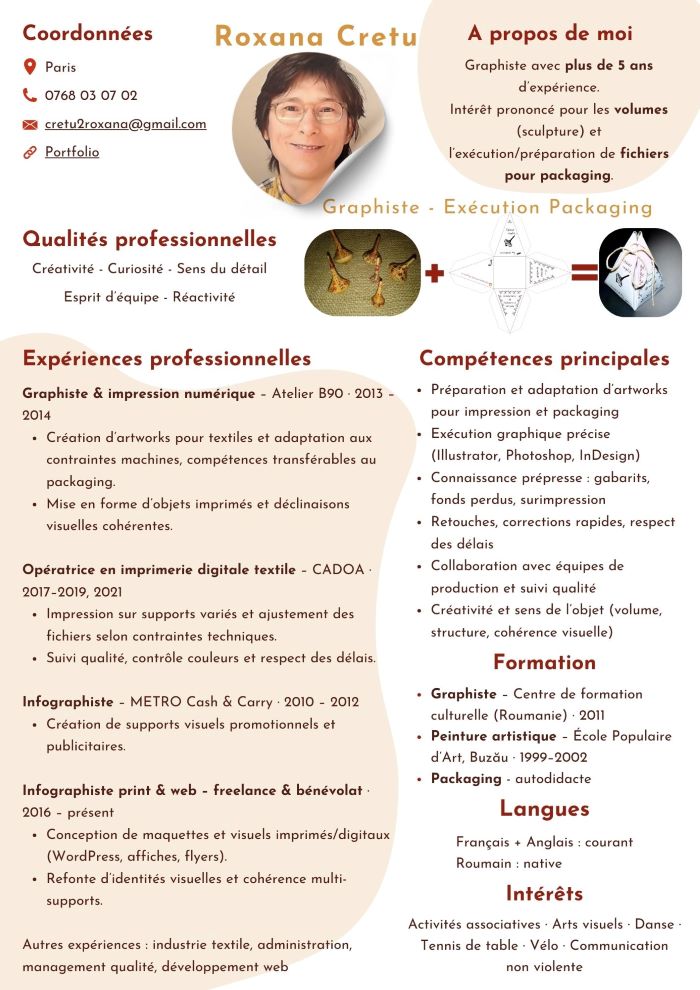 Coordonnées
Paris
0768 03 07 02
cretu2roxana@gmail.com
Portfolio
Roxana Cretu
A propos de moi
Graphiste avec plus de 5 ans
d'expérience.
Intérêt prononcé pour les volumes
(sculpture) et
l'exécution/préparation de fichiers
pour packaging.
Graphiste - Exécution Packaging
Qualités professionnelles
Créativité - Curiosité - Sens du détail
Esprit d'équipe - Réactivité
Expériences professionnelles
Graphiste & impression numérique – Atelier B90 · 2013 –
2014
• Création d'artworks pour textiles et adaptation aux
contraintes machines, compétences transférables au
packaging.
• Mise en forme d'objets imprimés et déclinaisons
visuelles cohérentes.
Opératrice en imprimerie digitale textile – CADOA ·
2017–2019, 2021
• Impression sur supports variés et ajustement des
fichiers selon contraintes techniques.
• Suivi qualité, contrôle couleurs et respect des délais.
Infographiste – METRO Cash & Carry · 2010 – 2012
• Création de supports visuels promotionnels et
publicitaires.
Infographiste print & web – freelance & bénévolat ·
2016 – présent
• Conception de maquettes et visuels imprimés/digitaux
(WordPress, affiches, flyers).
• Refonte d'identités visuelles et cohérence multi-
supports.
Autres expériences : industrie textile, administration,
management qualité, développement web
Compétences principales
• Préparation et adaptation d'artworks
pour impression et packaging
• Exécution graphique précise
(Illustrator, Photoshop, InDesign)
• Connaissance prépresse : gabarits,
fonds perdus, surimpression
• Retouches, corrections rapides, respect
des délais
• Collaboration avec équipes de
production et suivi qualité
• Créativité et sens de l'objet (volume,
structure, cohérence visuelle)
Formation
• Graphiste – Centre de formation
culturelle (Roumanie) · 2011
• Peinture artistique – École Populaire
d'Art, Buzău · 1999–2002
• Packaging - autodidacte
Langues
Français + Anglais : courant
Roumain : native
Intérêts
Activités associatives · Arts visuels · Danse ·
Tennis de table · Vélo · Communication
non violente